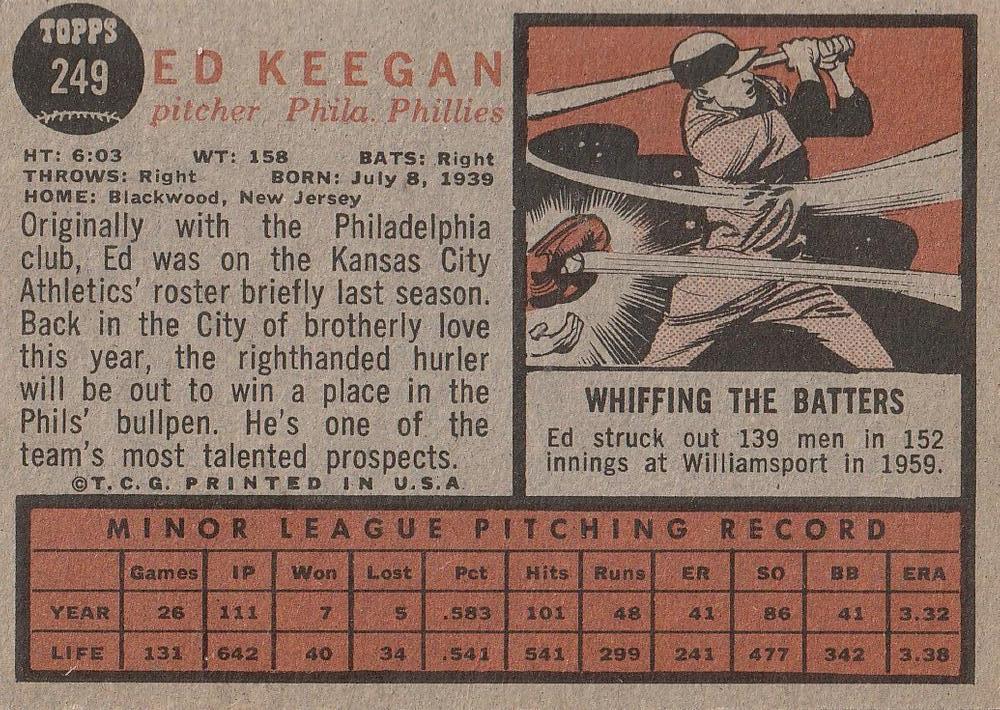 TOPPS
249
ED KEEGAN
pitcher Phila. Phillies
HT: 6:03 WT: 158 BATS: Right
THROWS: Right BORN: July 8, 1939
HOME: Blackwood, New Jersey
Originally with the Philadelphia
club, Ed was on the Kansas City
Athletics' roster briefly last season.
Back in the City of brotherly love
this year, the righthanded hurler
will be out to win a place in the
Phils' bullpen. He's one of the
team's most talented prospects.
©T.C.G. PRINTED IN U.S.A.
WHIFFING THE BATTERS
Ed struck out 139 men in 152
innings at Williamsport in 1959.
MINOR LEAGUE PITCHING RECORD
Games IP Won Lost Pct Hits Runs ER SO BB ERA
YEAR 26 111 7 5 .583 101 48 41 86 41 3.32
LIFE 131 642 40 34 .541 541 299 241 477 342 3.38